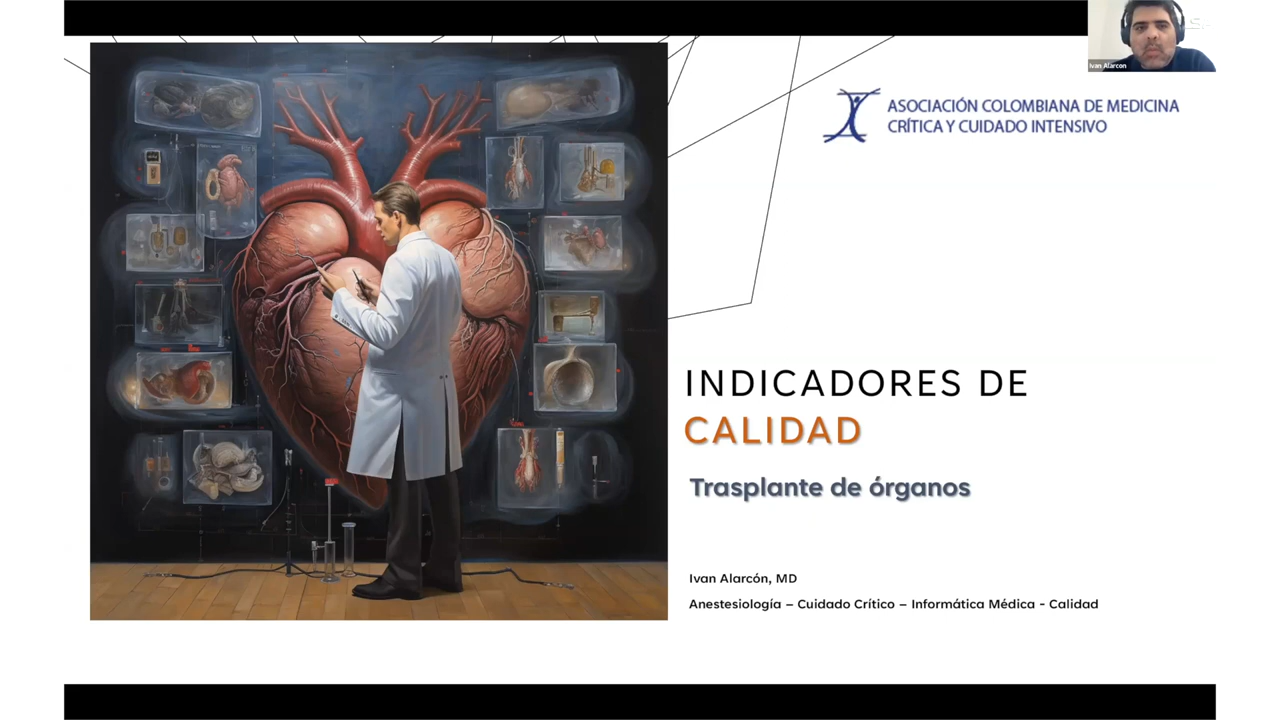 Ivan Alarcon
ASOCIACIÓN COLOMBIANA DE MEDICINA
CRÍTICA Y CUIDADO INTENSIVO
INDICADORES DE
CALIDAD
Trasplante de órganos
Ivan Alarcón, MD
Anestesiología – Cuidado Crítico – Informática Médica - Calidad